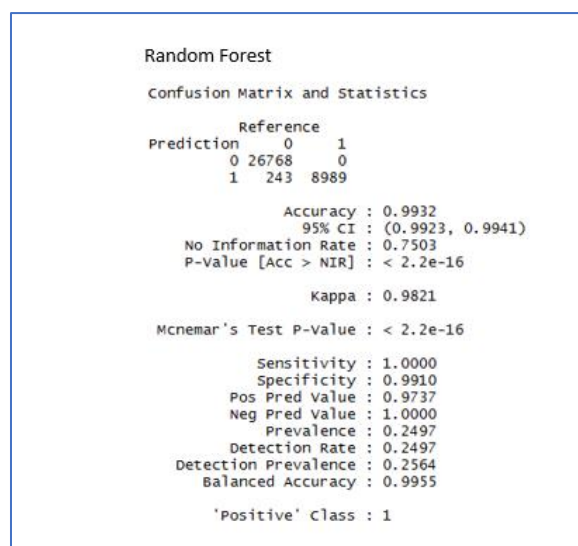 Random Forest
Confusion Matrix and Statistics
Reference
Prediction 0 1
0 26768 0
1 243 8989
Accuracy : 0.9932
95% CI : (0.9923, 0.9941)
No Information Rate : 0.7503
P-Value [Acc > NIR] : < 2.2e-16
Kappa : 0.9821
Mcnemar's Test P-Value : < 2.2e-16
Sensitivity : 1.0000
Specificity : 0.9910
Pos Pred Value : 0.9737
Neg Pred Value : 1.0000
Prevalence : 0.2497
Detection Rate : 0.2497
Detection Prevalence : 0.2564
Balanced Accuracy : 0.9955
'Positive' Class : 1